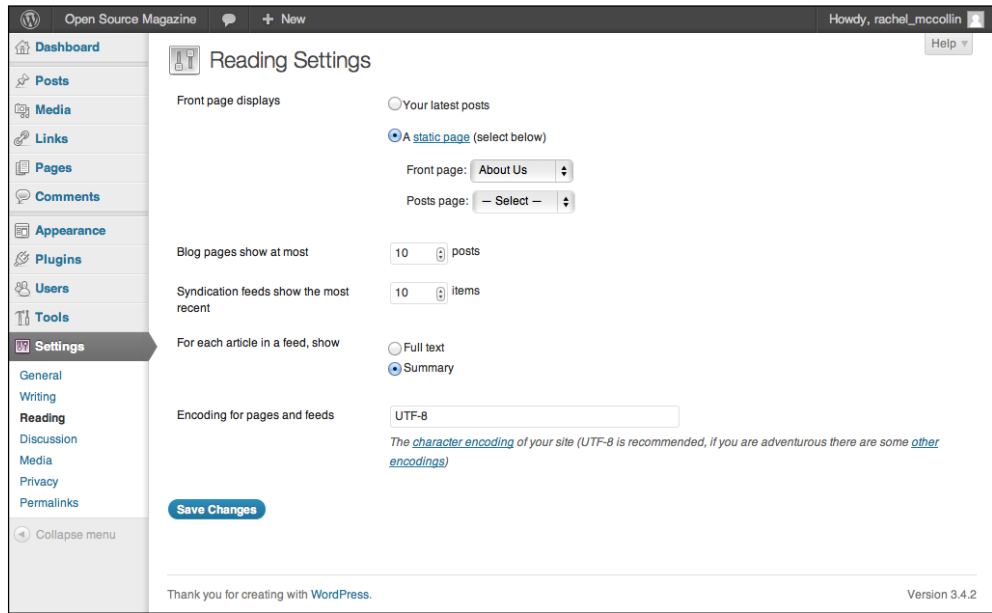 Open Source Magazine + New Howdy, rachel_mccollin
Dashboard
Posts
Media
Links
Pages
Comments
Appearance
Plugins
Users
Tools
Settings
General
Writing
Reading
Discussion
Media
Privacy
Permalinks
Collapse menu
Help
Reading Settings
Front page displays
Your latest posts
A static page (select below)
Front page: About Us
Posts page: — Select —
Blog pages show at most 10 posts
Syndication feeds show the most
recent
10 items
For each article in a feed, show
Full text
Summary
Encoding for pages and feeds UTF-8
The character encoding of your site (UTF-8 is recommended, if you are adventurous there are some other
encodings)
Save Changes
Thank you for creating with WordPress. Version 3.4.2